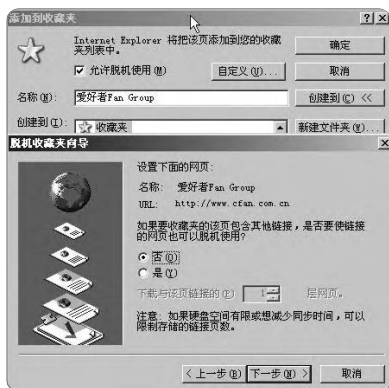 添加到收藏夹
Internet Explorer 将把该页添加到您的收藏
夹列表中。
确定
允许脱机使用(M)
自定义(U)...
取消
名称(N):
爱好者Fan Group
创建到(C) <<
创建到(I):
收藏夹
新建文件夹(W)...
脱机收藏夹向导
设置下面的网页:
名称: 爱好者Fan Group
URL: http://www.cfan.com.cn
如果要收藏的该页包含其他链接,是否要使链接
的网页也可以脱机使用?
否(O)
是(Y)
下载与该页链接的(P) 1 层网页。
注意: 如果硬盘空间有限或想减少同步时间,可以
限制存储的链接页数。
< 上一步(B)
下一步(N) >
取消